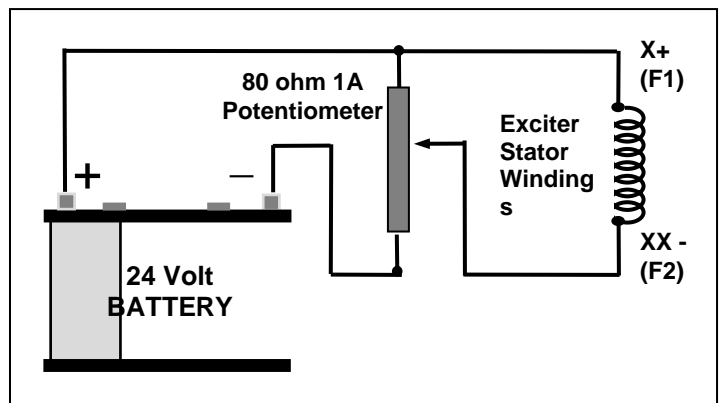 80 ohm 1A
Potentiometer
X+
(F1)
Exciter
Stator
Winding
s
+
–
XX -
(F2)
24 Volt
BATTERY